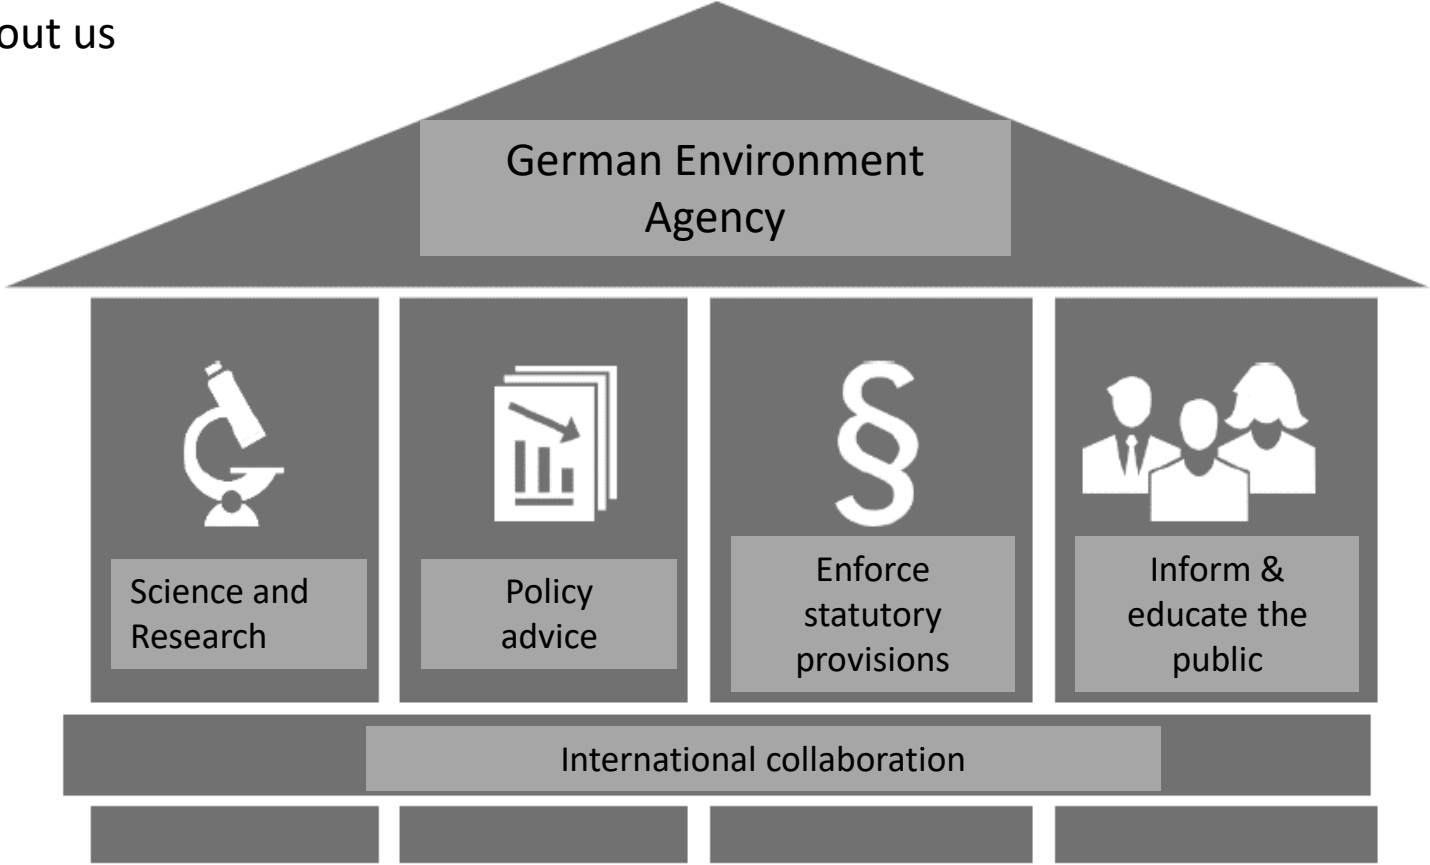 out us
German Environment
Agency
Science and
Research
Policy
advice
§
Enforce
statutory
provisions
Inform &
educate the
public
International collaboration